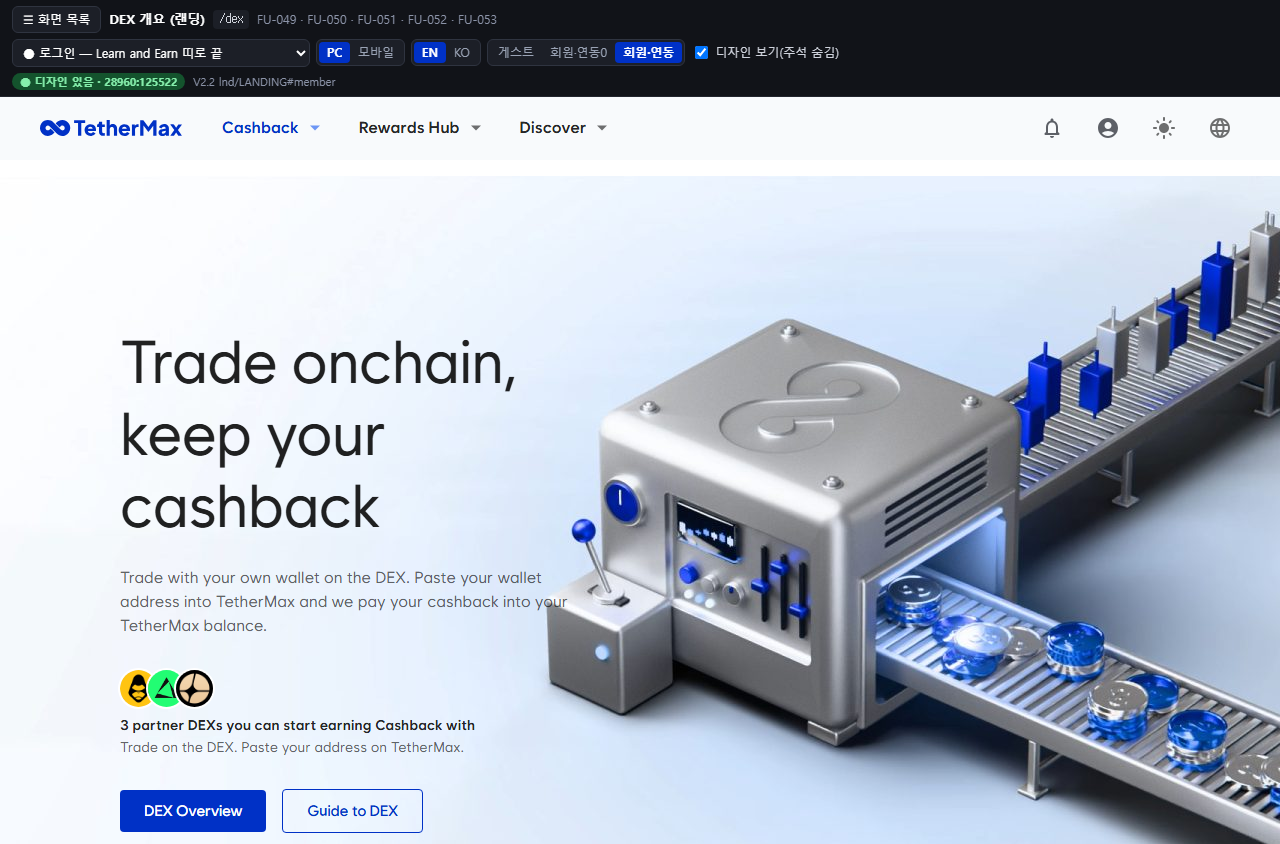 ☰ 화면 목록 DEX 개요 (랜딩) /dex FU-049 · FU-050 · FU-051 · FU-052 · FU-053
● 로그인 — Learn and Earn 띠로 끝 PC 모바일 EN KO 게스트 회원·연동0 회원·연동 디자인 보기(주석 숨김)
● 디자인 있음 · 28960:125522 V2.2 lnd/LANDING#member
TetherMax Cashback Rewards Hub Discover
Trade onchain,
keep your
cashback
Trade with your own wallet on the DEX. Paste your wallet
address into TetherMax and we pay your cashback into your
TetherMax balance.
3 partner DEXs you can start earning Cashback with
Trade on the DEX. Paste your address on TetherMax.
DEX Overview Guide to DEX